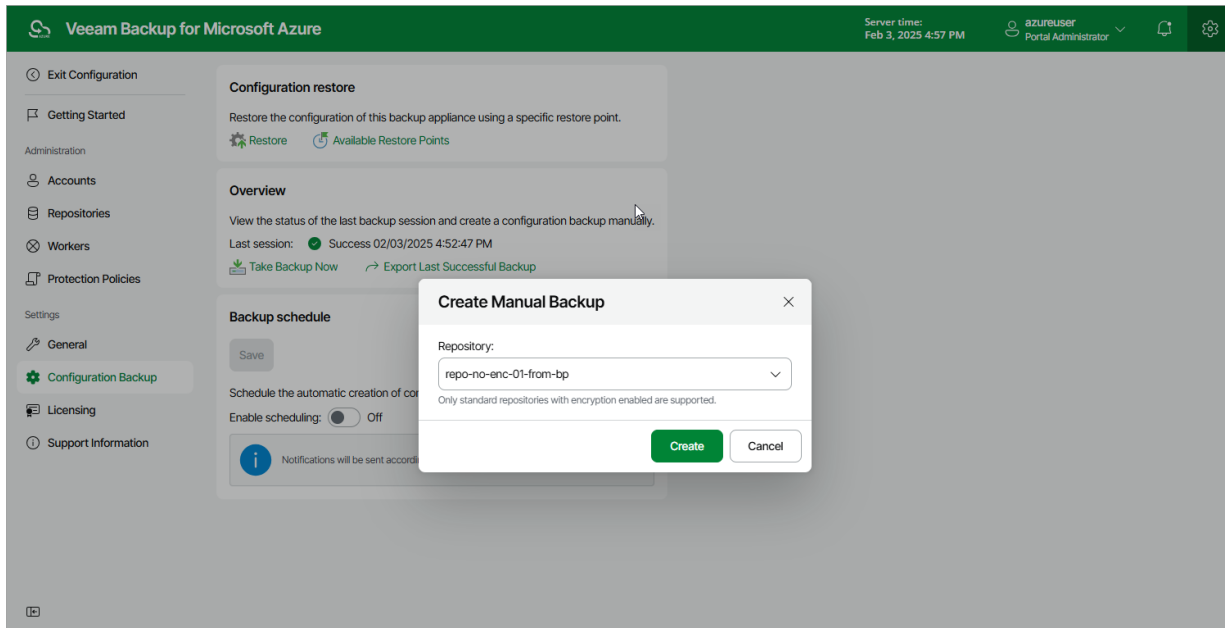 Veeam Backup for Microsoft Azure
Server time:
Feb 3, 2025 4:57 PM
azureuser
Portal Administrator
Exit Configuration
Getting Started
Administration
Accounts
Repositories
Workers
Protection Policies
Settings
General
Configuration Backup
Licensing
Support Information
Configuration restore
Restore the configuration of this backup appliance using a specific restore point.
Restore
Available Restore Points
Overview
View the status of the last backup session and create a configuration backup manually.
Last session: Success 02/03/2025 4:52:47 PM
Take Backup Now
Export Last Successful Backup
Backup schedule
Save
Schedule the automatic creation of
Enable scheduling: Off
Notifications will be sent
Create Manual Backup
Repository:
repo-no-enc-01-from-bp
Only standard repositories with encryption enabled are supported.
Create
Cancel